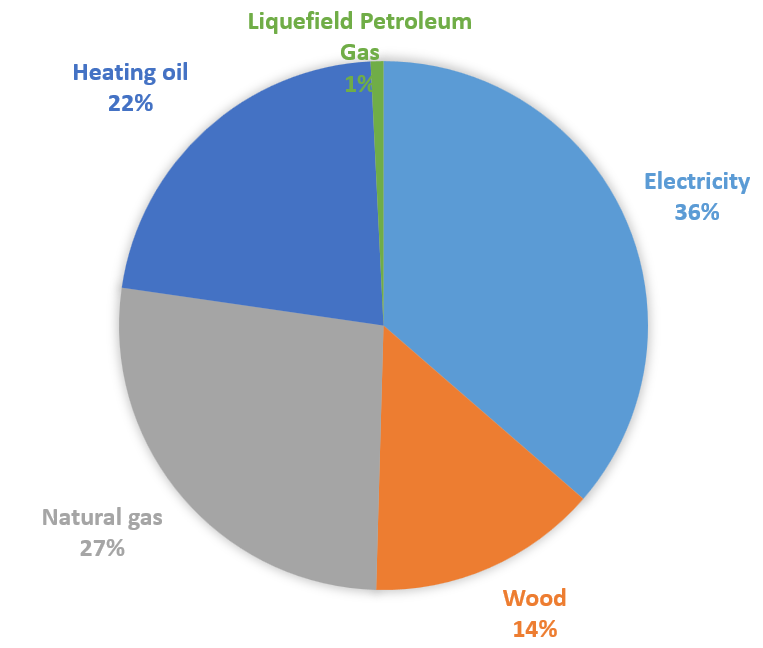 Liquefield Petroleum
Gas
1%
Heating oil
22%
Electricity
36%
Natural gas
27%
Wood
14%